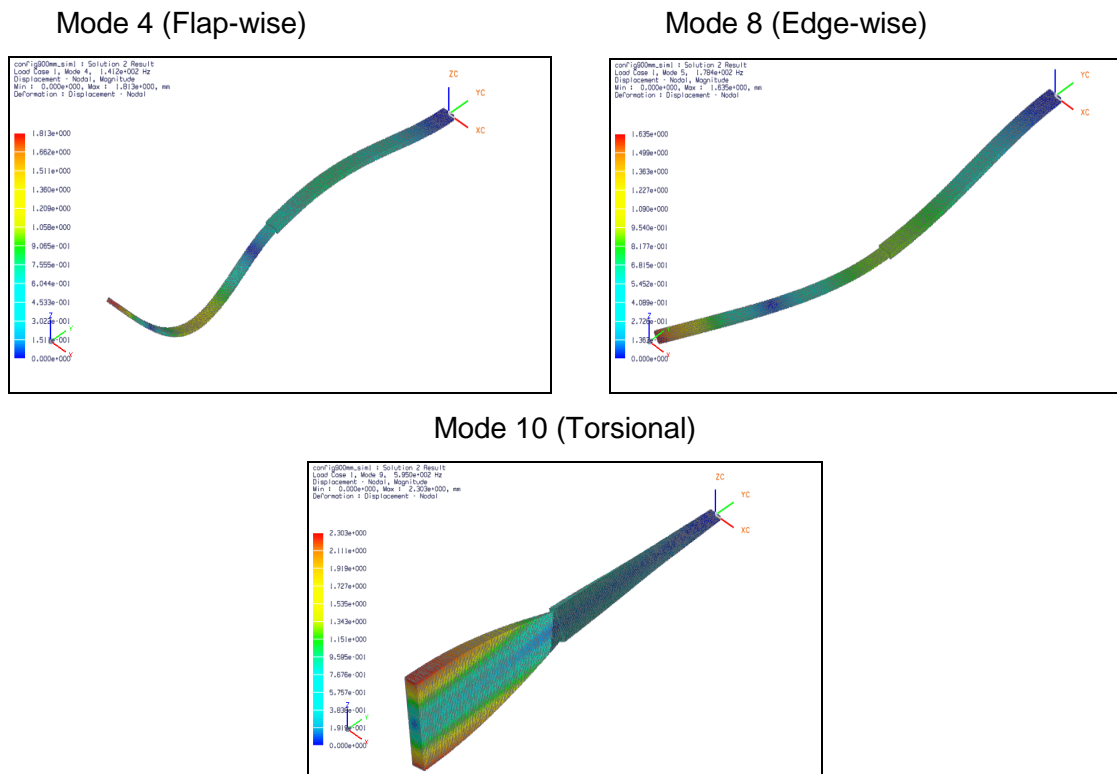 Mode 4 (Flap-wise)
config900mm_sim1 : Solution 2 Result
Load Case 1, Mode 4, 1.412e+002 Hz
Displacement - Nodal, Magnitude
Min : 0.000e+000, Max : 1.813e+000, mm
Deformation : Displacement - Nodal
1.813e+000
1.662e+000
1.511e+000
1.360e+000
1.209e+000
1.058e+000
9.065e-001
7.555e-001
6.044e-001
4.533e-001
3.022e-001
1.511e-001
0.000e+000
ZC
YC
XC
Z
Y
X
Mode 8 (Edge-wise)
config900mm_sim1 : Solution 2 Result
Load Case 1, Mode 5, 1.784e+002 Hz
Displacement - Nodal, Magnitude
Min : 0.000e+000, Max : 1.635e+000, mm
Deformation : Displacement - Nodal
1.635e+000
1.499e+000
1.363e+000
1.227e+000
1.090e+000
9.540e-001
8.177e-001
6.815e-001
5.452e-001
4.089e-001
2.726e-001
0.000e+000
YC
ZC
XC
Z
Y
X
Mode 10 (Torsional)
config900mm_sim1 : Solution 2 Result
Load Case 1, Mode 9, 5.950e+002 Hz
Displacement - Nodal, Magnitude
Min : 0.000e+000, Max : 2.303e+000, mm
Deformation : Displacement - Nodal
2.303e+000
2.111e+000
1.919e+000
1.727e+000
1.535e+000
1.343e+000
1.151e+000
9.595e-001
7.676e-001
5.757e-001
3.838e-001
0.000e+000
ZC
YC
XC
Z
Y
X